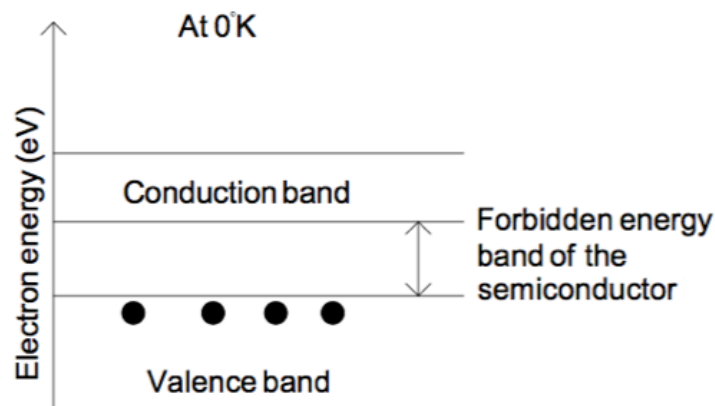 At 0°K
Electron energy (eV)
Conduction band
Forbidden energy
band of the
semiconductor
Valence band